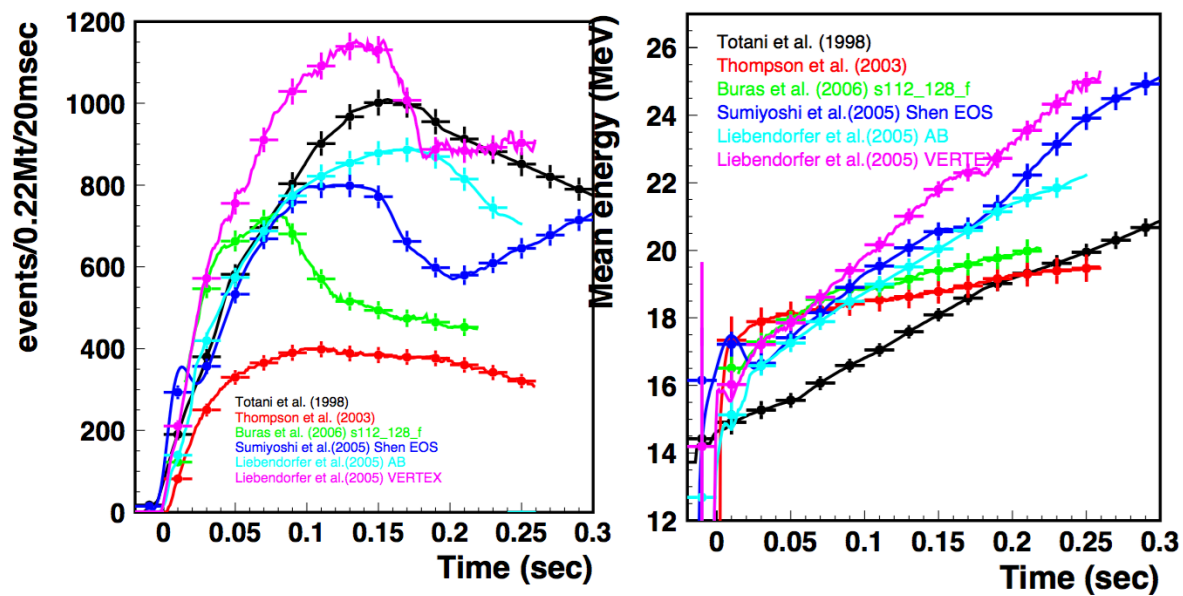 events/0.22Mt/20msec
1200
1000
800
600
400
200
0
Totani et al. (1998)
Thompson et al. (2003)
Buras et al. (2006) s112_128_f
Sumiyoshi et al.(2005) Shen EOS
Liebendorfer et al.(2005) AB
Liebendorfer et al.(2005) VERTEX
0 0.05 0.1 0.15 0.2 0.25 0.3
Time (sec)
Mean energy (MeV)
26
24
22
20
18
16
14
12
Totani et al. (1998)
Thompson et al. (2003)
Buras et al. (2006) s112_128_f
Sumiyoshi et al.(2005) Shen EOS
Liebendorfer et al.(2005) AB
Liebendorfer et al.(2005) VERTEX
0 0.05 0.1 0.15 0.2 0.25 0.3
Time (sec)